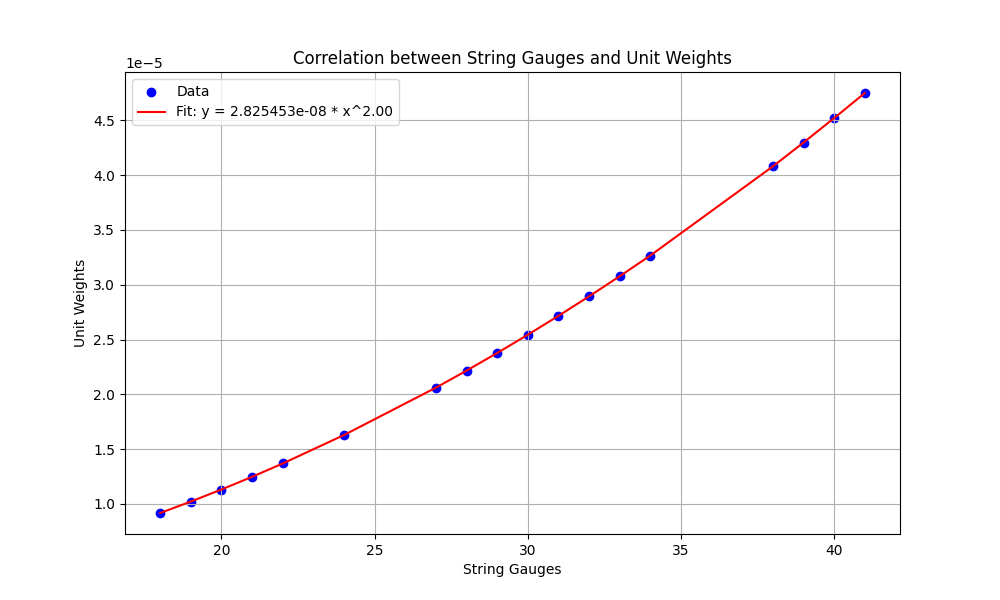 Correlation between String Gauges and Unit Weights
1e−5
Data
Fit: y = 2.825453e-08 * x^2.00
4.5
4.0
3.5
3.0
2.5
2.0
1.5
1.0
Unit Weights
20 25 30 35 40
String Gauges